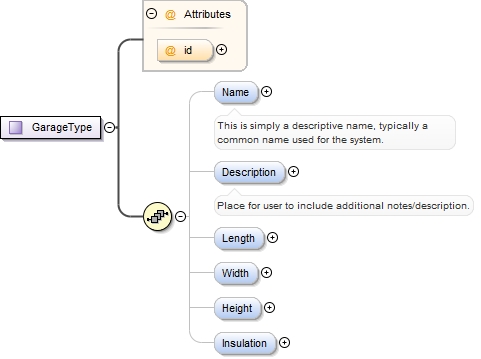 Attributes
@ id
GarageType
Name
This is simply a descriptive name, typically a
common name used for the system.
Description
Place for user to include additional notes/description.
Length
Width
Height
Insulation